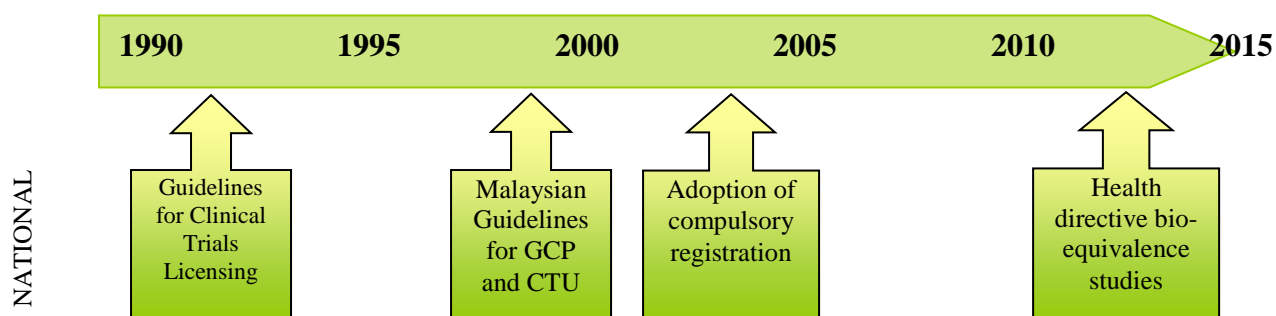 1990 1995 2000 2005 2010 2015
NATIONAL
Guidelines
for Clinical
Trials
Licensing
Malaysian
Guidelines
for GCP
and CTU
Adoption of
compulsory
registration
Health
directive bio-
equivalence
studies